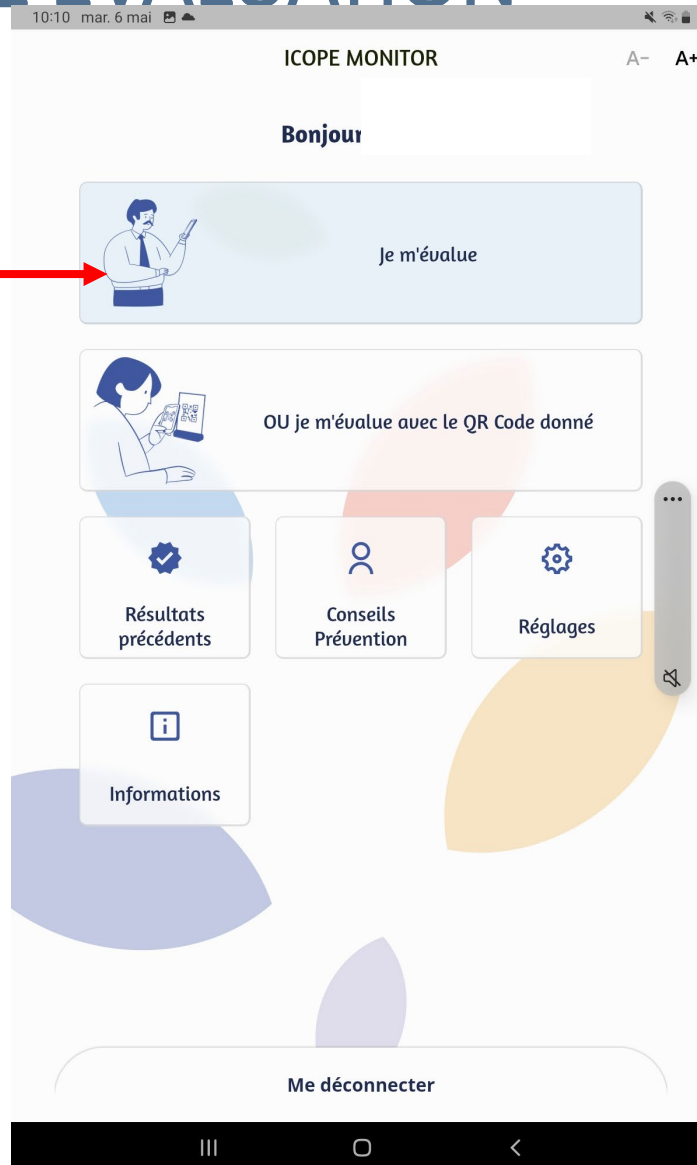 EVALUATION
10:10 mar. 6 mai
ICOPE MONITOR
A- A+
Bonjour
Je m'évalue
OU je m'évalue avec le QR Code donné
Résultats
précédents
Conseils
Prévention
Réglages
Informations
Me déconnecter